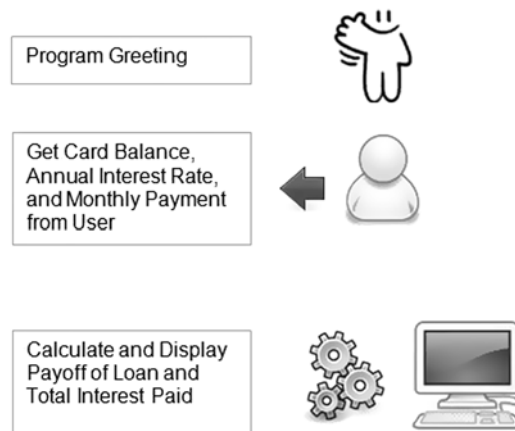 Program Greeting
Get Card Balance,
Annual Interest Rate,
and Monthly Payment
from User
Calculate and Display
Payoff of Loan and
Total Interest Paid